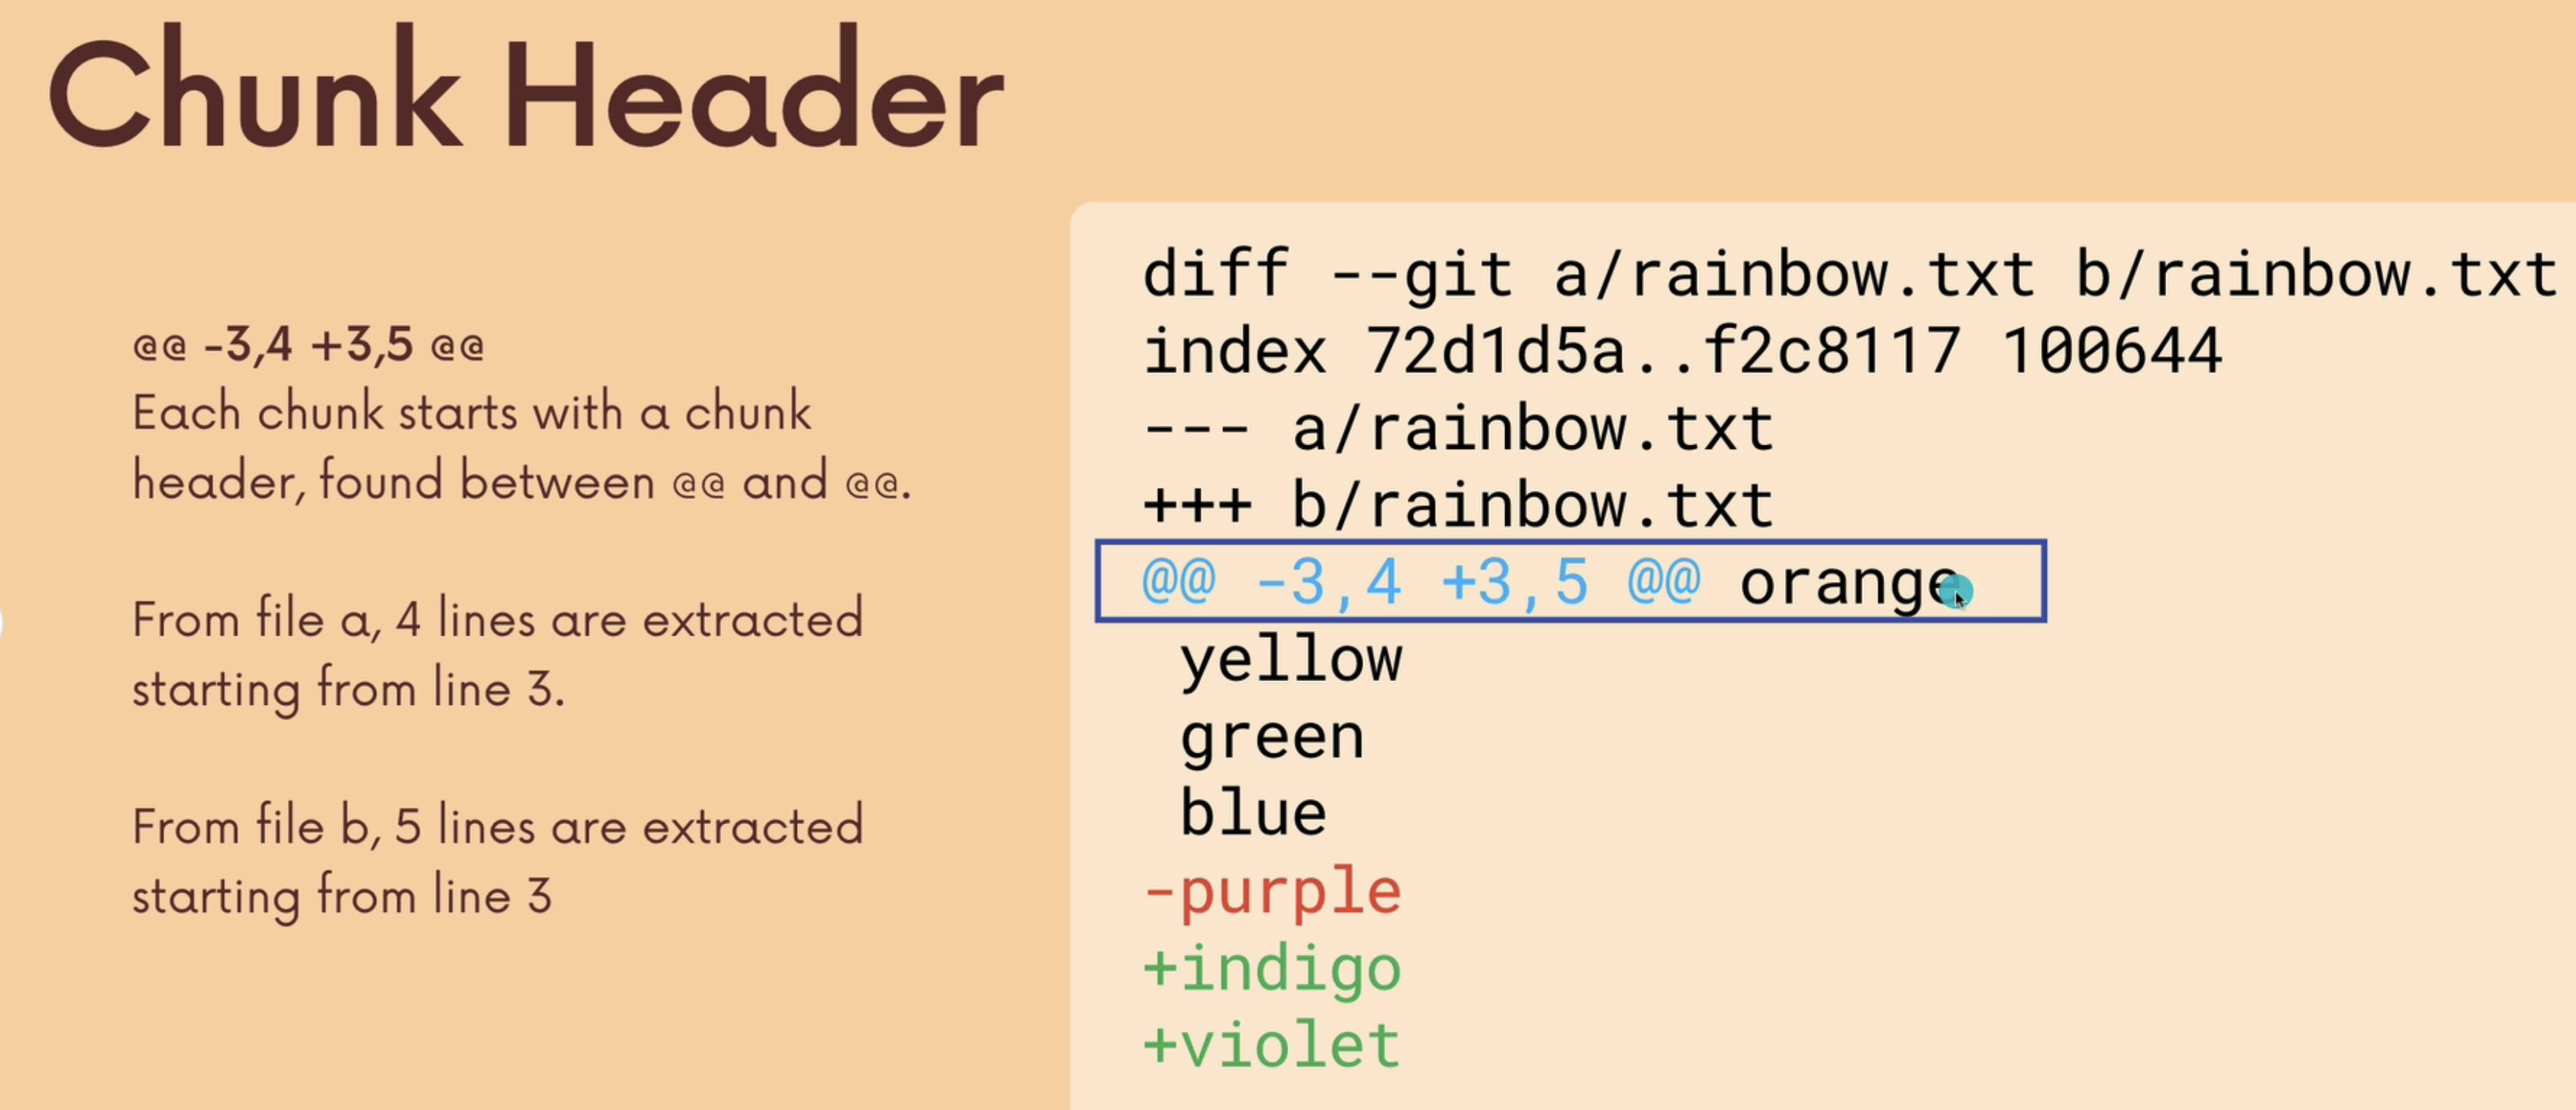 Chunk Header
@@ -3,4 +3,5 @@
Each chunk starts with a chunk
header, found between @@ and @@.
From file a, 4 lines are extracted
starting from line 3.
From file b, 5 lines are extracted
starting from line 3
diff --git a/rainbow.txt b/rainbow.txt
index 72d1d5a..f2c8117 100644
--- a/rainbow.txt
+++ b/rainbow.txt
@@ -3,4 +3,5 @@ orange
 yellow
 green
 blue
-purple
+indigo
+violet